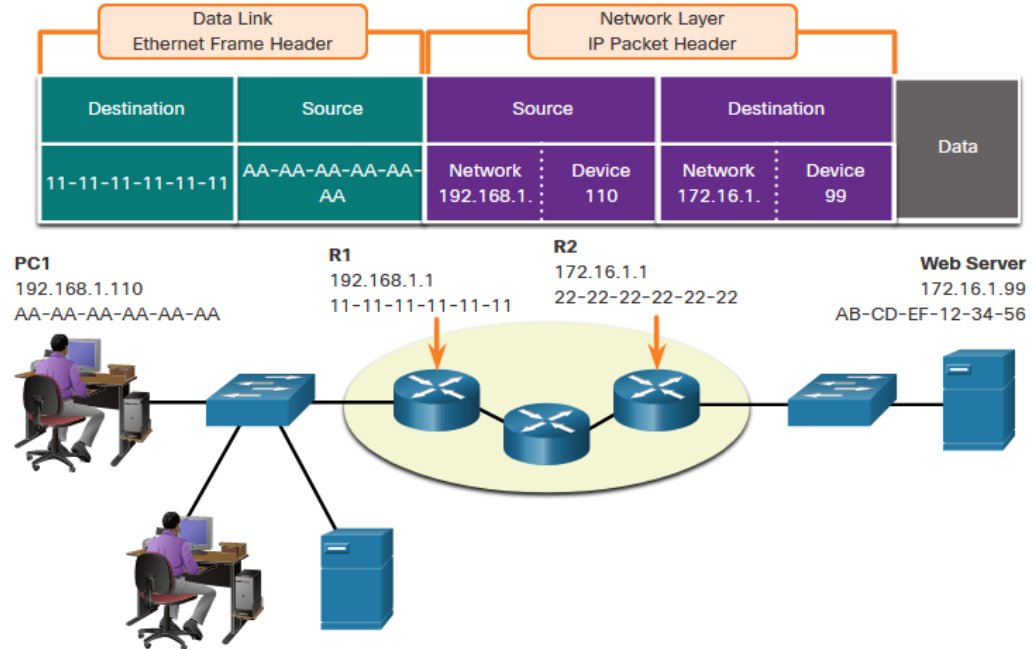 Data Link
Ethernet Frame Header
Network Layer
IP Packet Header
Destination
Source
Source
Destination
Data
11-11-11-11-11-11
AA-AA-AA-AA-AA-
AA
Network
192.168.1.
Device
110
Network
172.16.1.
Device
99
PC1
192.168.1.110
AA-AA-AA-AA-AA-AA
R1
192.168.1.1
11-11-11-11-11-11
R2
172.16.1.1
22-22-22-22-22-22
Web Server
172.16.1.99
AB-CD-EF-12-34-56